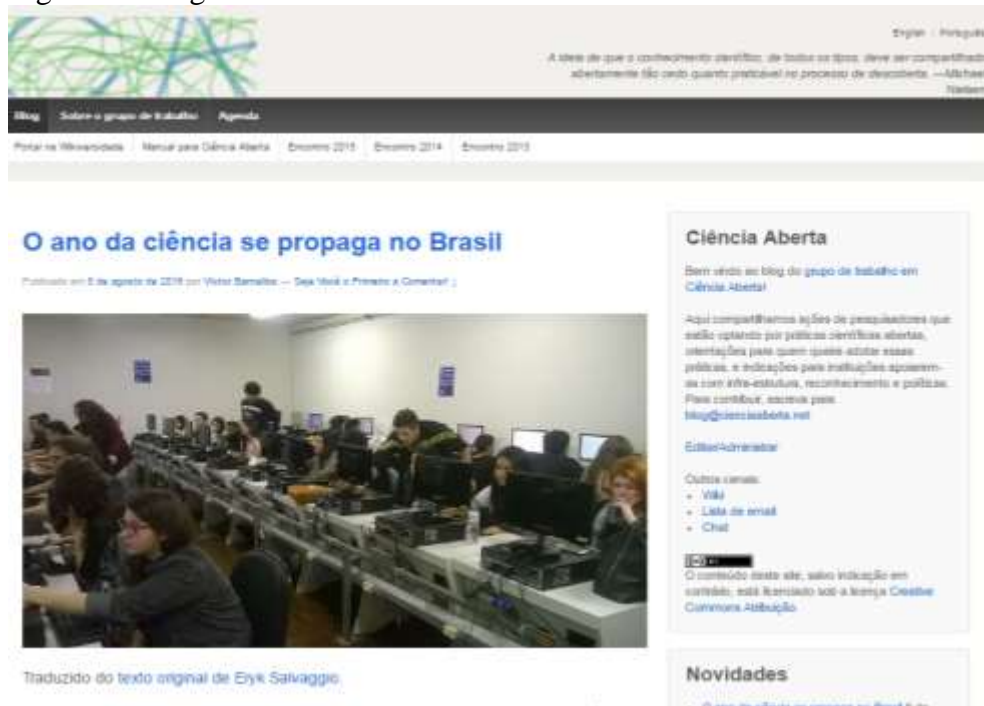 English | Português
A ideia de que o conhecimento científico, de todos os tipos, deve ser compartilhado
abertamente tão cedo quanto praticável no processo de descoberta. —Michael
Nielsen
Blog Sobre o grupo de trabalho Agenda
Portal na Wikiversidade Manual para Ciência Aberta Encontro 2015 Encontro 2014 Encontro 2013
O ano da ciência se propaga no Brasil
Publicado em 5 de agosto de 2016 por — Seja Você o Primeiro a Comentar! ↓
Traduzido do texto original de Eryk Salvaggio.
Ciência Aberta
Bem vindo ao blog do grupo de trabalho em
Ciência Aberta!
Aqui compartilhamos ações de pesquisadores que
estão optando por práticas científicas abertas,
orientações para quem queira adotar essas
práticas, e indicações para instituições apoiarem-
as com infra-estrutura, reconhecimento e políticas.
Para contribuir, escreva para:
blog@cienciaaberta.net
Editar/Administrar
Outros canais:
Wiki
Lista de email
Chat
O conteúdo deste site, salvo indicação em
contrário, está licenciado sob a licença Creative
Commons Atribuição.
Novidades
O ano da ciência se propaga no Brasil